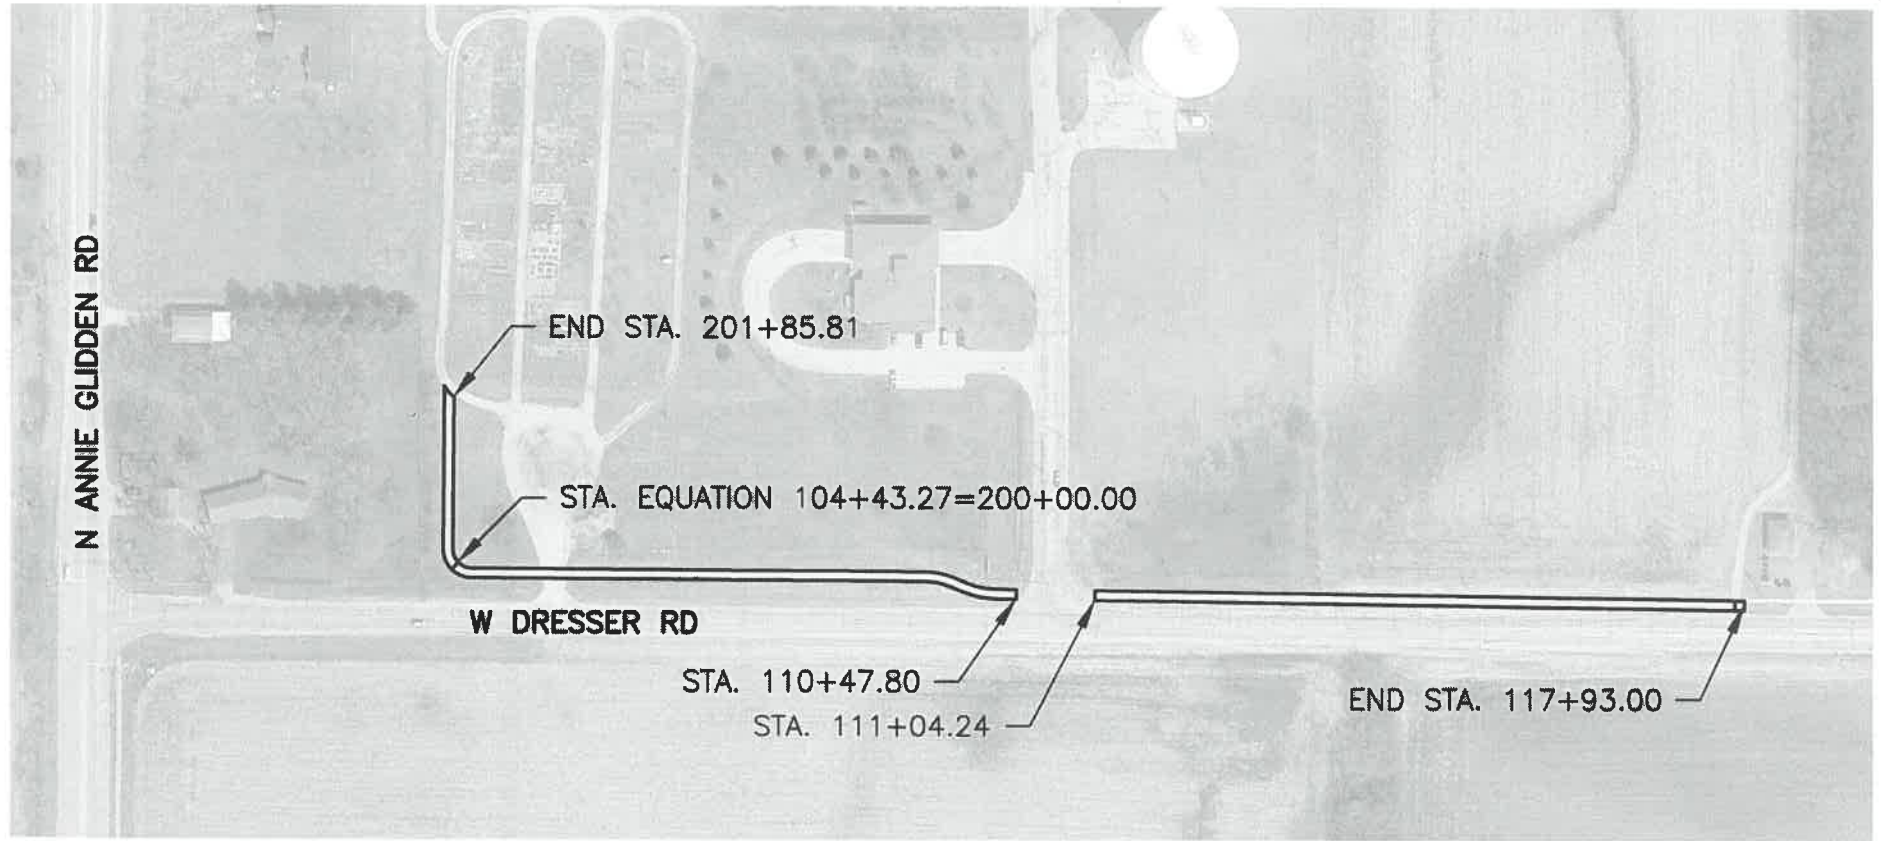 N ANNIE GLIDDEN RD
END STA. 201+85.81
STA. EQUATION 104+43.27=200+00.00
W DRESSER RD
STA. 110+47.80
STA. 111+04.24
END STA. 117+93.00